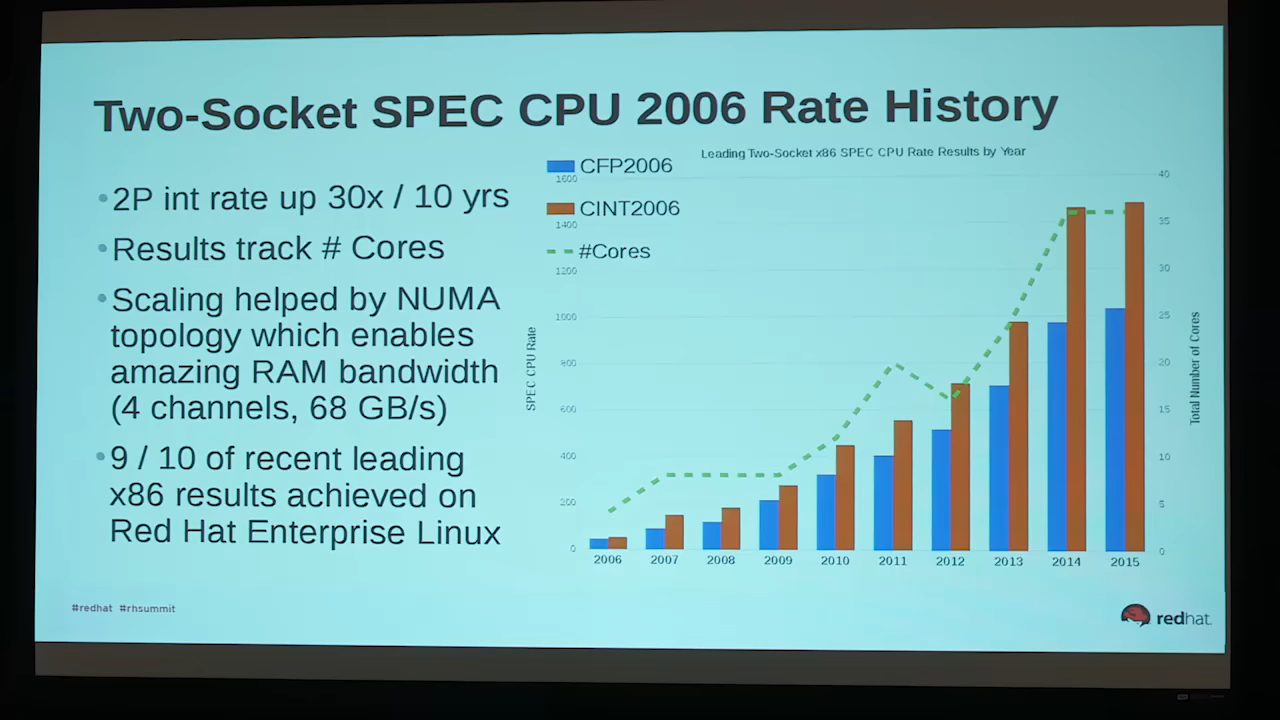 Two-Socket SPEC CPU 2006 Rate History
•2P int rate up 30x / 10 yrs
•Results track # Cores
•Scaling helped by NUMA
topology which enables
amazing RAM bandwidth
(4 channels, 68 GB/s)
•9 / 10 of recent leading
x86 results achieved on
Red Hat Enterprise Linux
Leading Two-Socket x86 SPEC CPU Rate Results by Year
CFP2006
CINT2006
#Cores
SPEC CPU Rate
1600
1400
1200
1000
800
600
400
200
0
40
35
30
25
20
15
10
5
0
Total Number of Cores
2006 2007 2008 2009 2010 2011 2012 2013 2014 2015
#redhat #rhsummit
redhat.